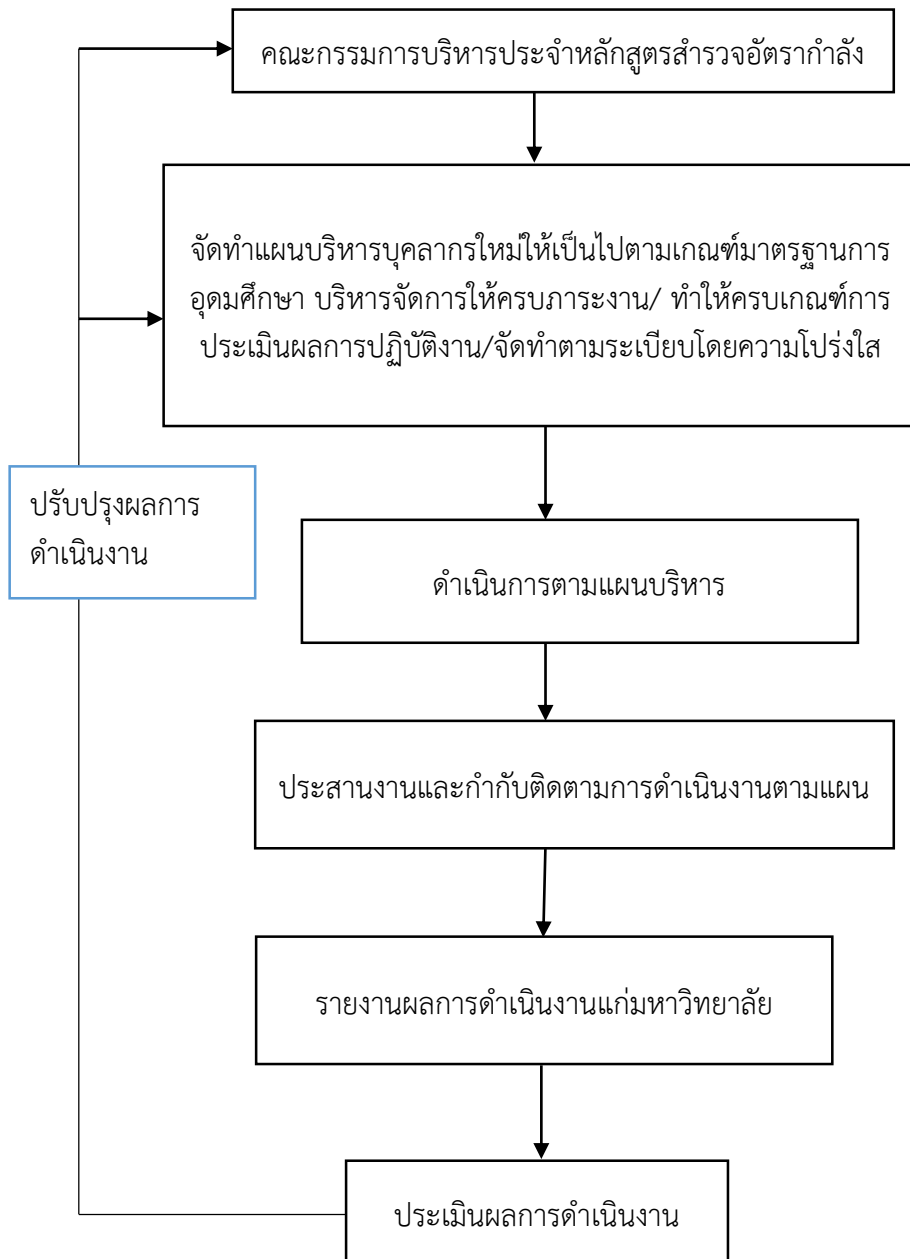 คณะกรรมการบริหารประจำหลักสูตรสำรวจอัตรากำลัง
จัดทำแผนบริหารบุคลากรใหม่ให้เป็นไปตามเกณฑ์มาตรฐานการ
อุดมศึกษา บริหารจัดการให้ครบภาระงาน/ ทำให้ครบเกณฑ์การ
ประเมินผลการปฏิบัติงาน/จัดทำตามระเบียบโดยความโปร่งใส
ปรับปรุงผลการ
ดำเนินงาน
ดำเนินการตามแผนบริหาร
ประสานงานและกำกับติดตามการดำเนินงานตามแผน
รายงานผลการดำเนินงานแก่มหาวิทยาลัย
ประเมินผลการดำเนินงาน